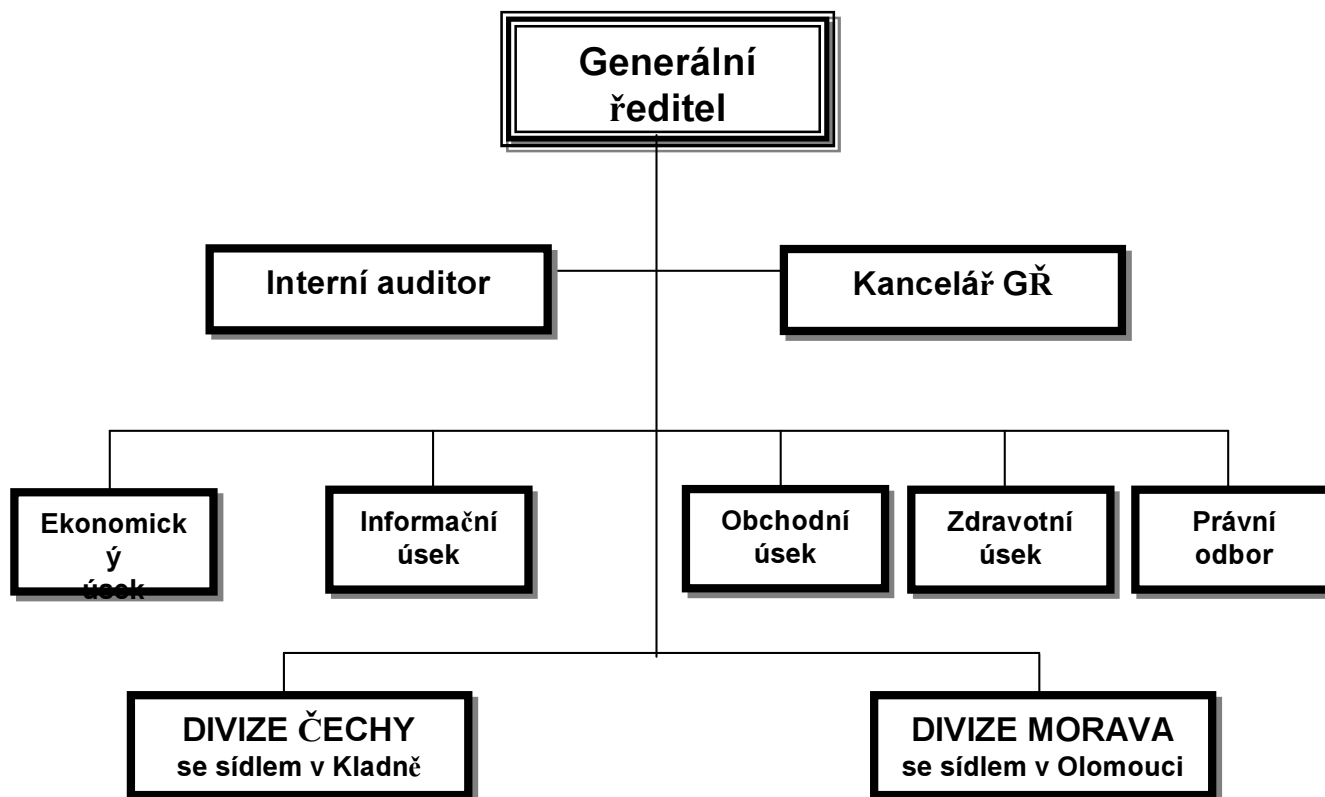 Generální
ředitel
Interní auditor
Kancelář GŘ
Ekonomick
ý
úsek
Informační
úsek
Obchodní
úsek
Zdravotní
úsek
Právní
odbor
DIVIZE ČECHY
se sídlem v Kladně
DIVIZE MORAVA
se sídlem v Olomouci